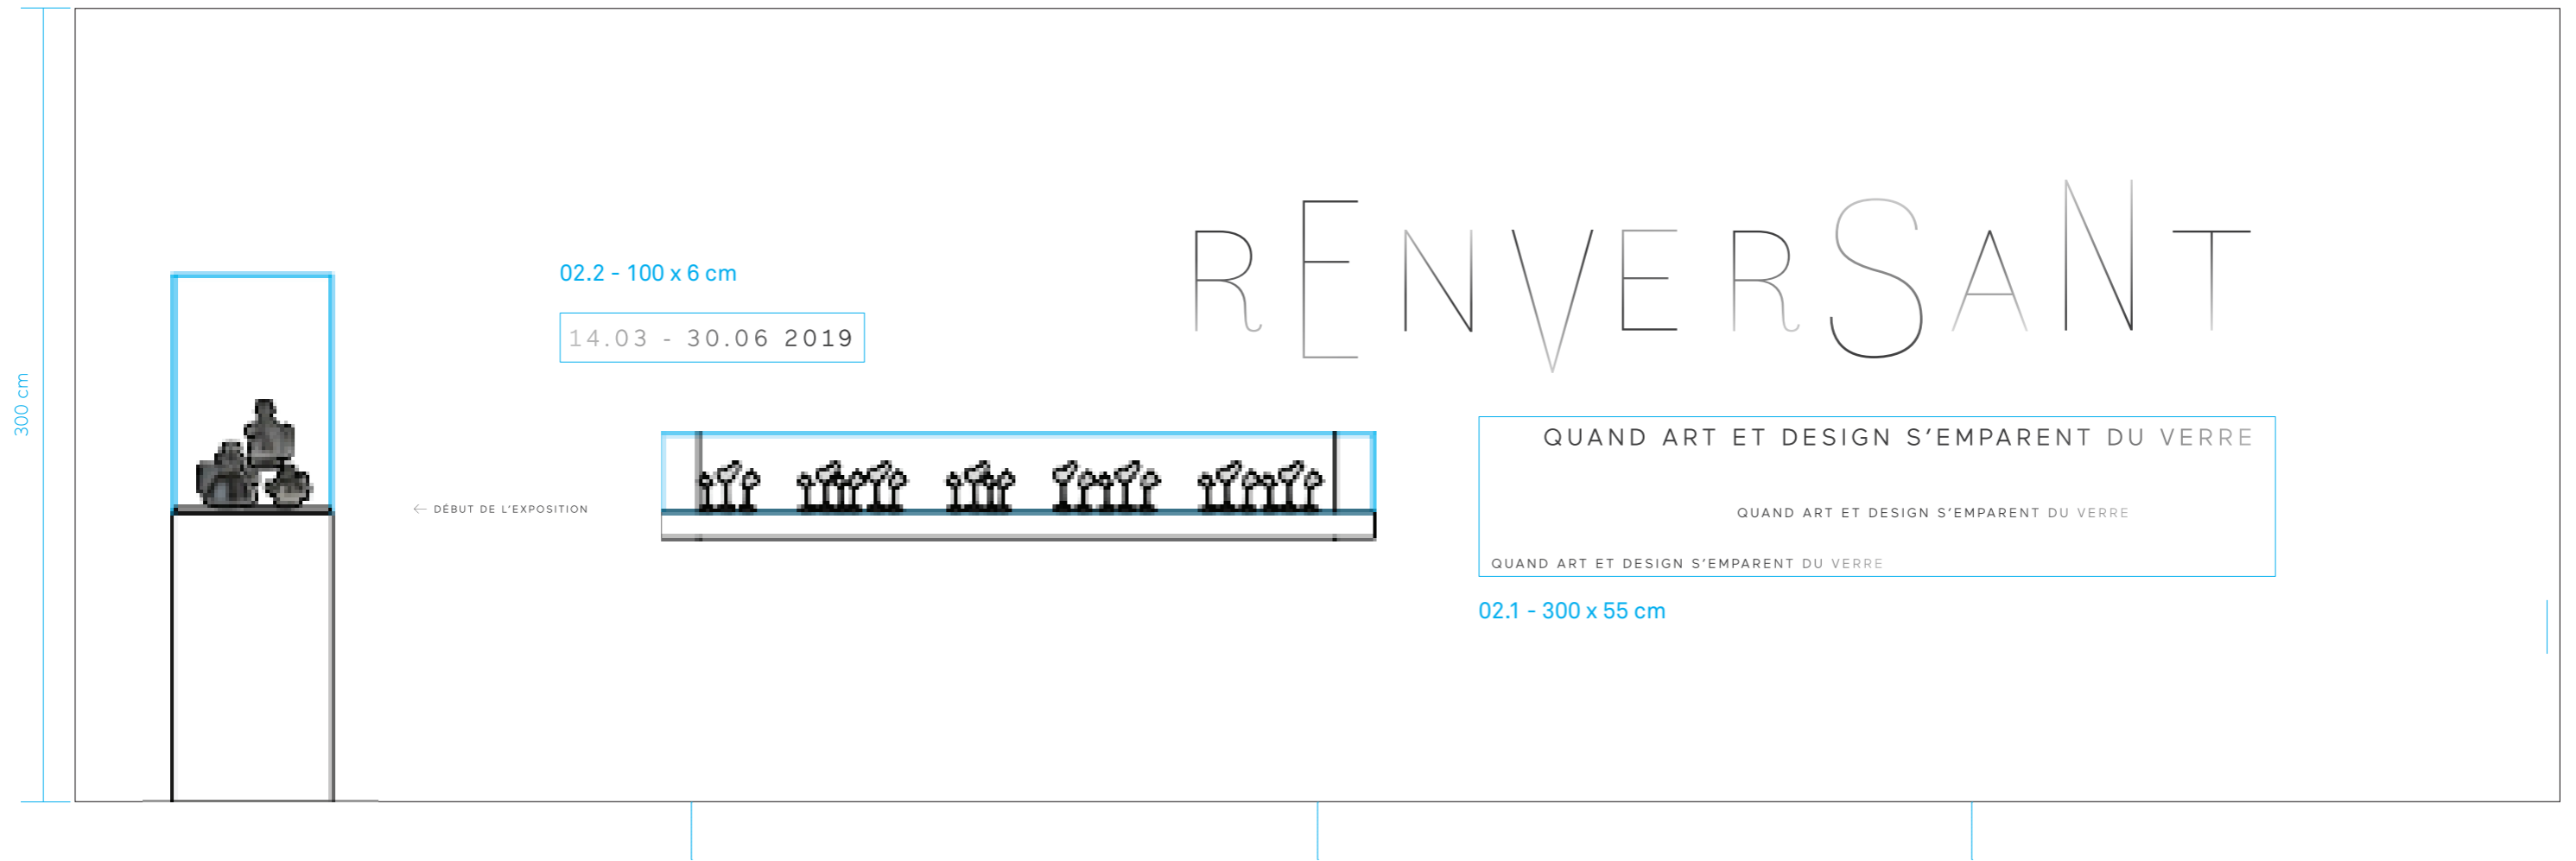 300 cm
RENVERSANT
02.2 - 100 x 6 cm
14.03 - 30.06 2019
QUAND ART ET DESIGN S’EMPARENT DU VERRE
← DÉBUT DE L’EXPOSITION
QUAND ART ET DESIGN S’EMPARENT DU VERRE
QUAND ART ET DESIGN S’EMPARENT DU VERRE
02.1 - 300 x 55 cm